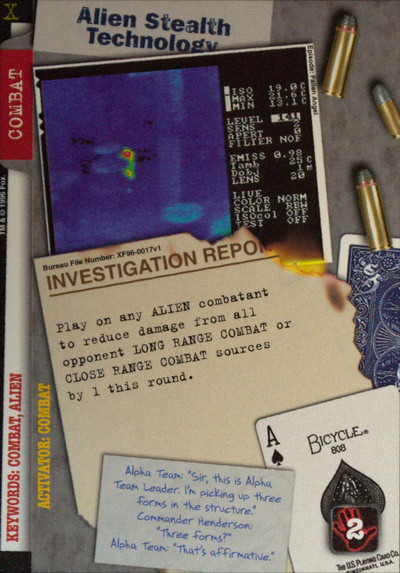 X
Alien Stealth
Technology
COMBAT
TM & © 1996 Fox.
Episode: Fallen Angel
ISO 19.0 C
MAX 31.6 C
MIN 13.1 C
LEVEL 141
SENS 2
APERT 0
FILTER NOF
EMISS 0.98
Tamb 25 C
Dobj 1 m
LENS 20
LIVE
COLOR NORM
SCALE RBW
ISOcol OFF
TEST OFF
Bureau File Number: XF96-0017v1
INVESTIGATION REPO
Play on any ALIEN combatant
to reduce damage from all
opponent LONG RANGE COMBAT or
CLOSE RANGE COMBAT sources
by 1 this round.
KEYWORDS: COMBAT, ALIEN
ACTIVATOR: COMBAT
Alpha Team: "Sir, this is Alpha
Team Leader. I'm picking up three
forms in the structure."
Commander Henderson:
"Three forms?"
Alpha Team: "That's affirmative."
A
BICYCLE®
808
2
THE U.S. PLAYING CARD CO.
CINCINNATI, U.S.A.